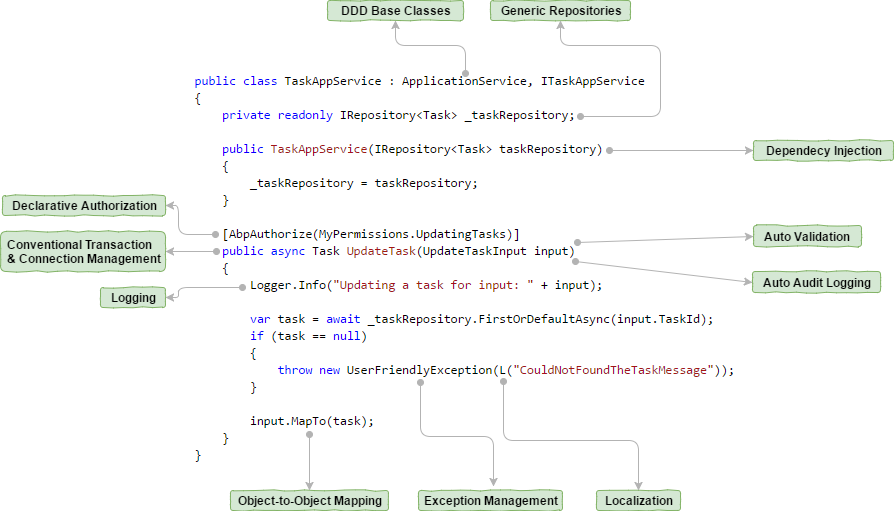 DDD Base Classes
Generic Repositories
public class TaskAppService : ApplicationService, ITaskAppService
{
private readonly IRepository<Task> _taskRepository;
public TaskAppService(IRepository<Task> taskRepository)
Dependecy Injection
{
_taskRepository = taskRepository;
}
Declarative Authorization
[AbpAuthorize(MyPermissions.UpdatingTasks)]
Auto Validation
Conventional Transaction
& Connection Management
public async Task UpdateTask(UpdateTaskInput input)
{
Auto Audit Logging
Logging
Logger.Info("Updating a task for input: " + input);
var task = await _taskRepository.FirstOrDefaultAsync(input.TaskId);
if (task == null)
{
throw new UserFriendlyException(L("CouldNotFoundTheTaskMessage"));
}
input.MapTo(task);
}
}
Object-to-Object Mapping
Exception Management
Localization